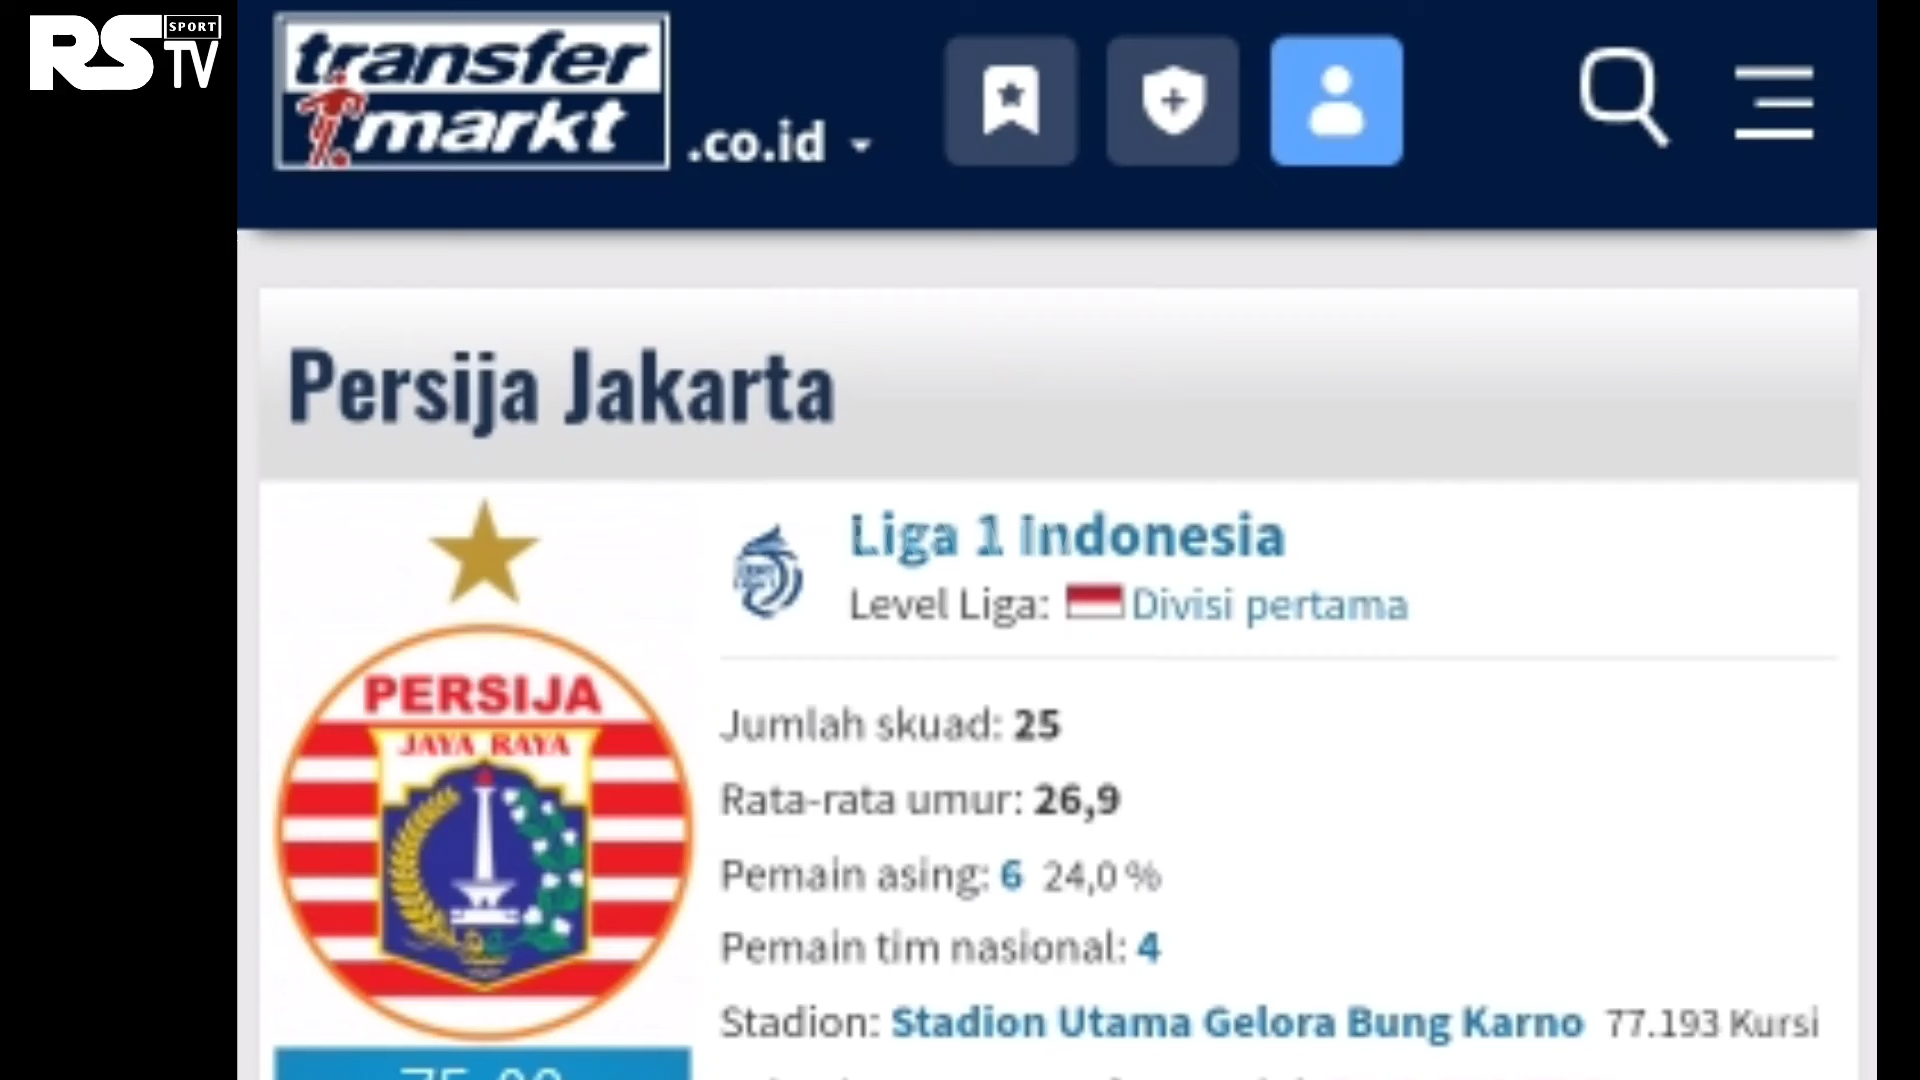 RS SPORT TV
transfer
markt .co.id
Persija Jakarta
Liga 1 Indonesia
Level Liga: Divisi pertama
PERSIJA
JAYA RAYA
Jumlah skuad: 25
Rata-rata umur: 26,9
Pemain asing: 6 24,0 %
Pemain tim nasional: 4
Stadion: Stadion Utama Gelora Bung Karno 77.193 Kursi